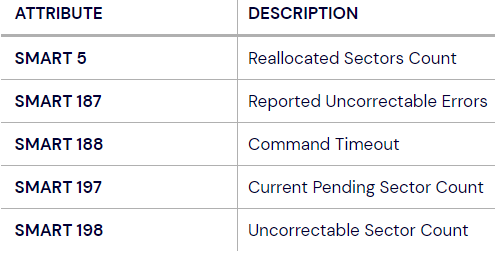 ATTRIBUTE DESCRIPTION
SMART 5 Reallocated Sectors Count
SMART 187 Reported Uncorrectable Errors
SMART 188 Command Timeout
SMART 197 Current Pending Sector Count
SMART 198 Uncorrectable Sector Count